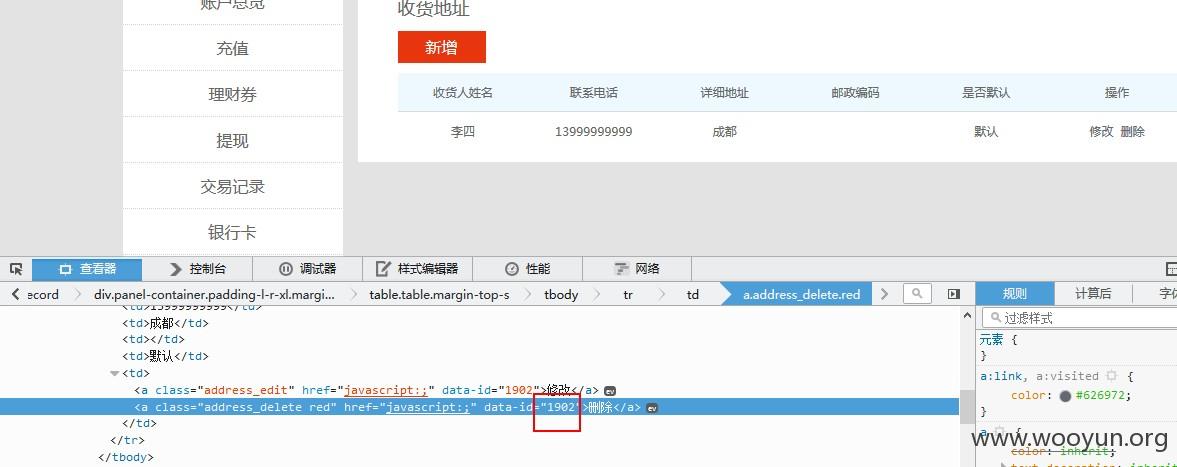 账户总览
收货地址
充值
新增
理财券
收货人姓名 联系电话 详细地址 邮政编码 是否默认 操作
提现
李四 13999999999 成都 默认 修改 删除
交易记录
银行卡
查看器 控制台 调试器 样式编辑器 性能 网络
ecord div.panel-container.padding-l-r-xl.margi... table.table.margin-top-s tbody tr td a.address_delete.red 规则 计算后 字体
<td>13999999999</td>
<td>成都</td>
<td></td>
<td>默认</td>
<td>
<a class="address_edit" href="javascript:;" data-id="1902">修改</a> ev
<a class="address_delete red" href="javascript:;" data-id="1902">删除</a> ev
</td>
</tr>
</tbody>
过滤样式
元素 {
}
a:link, a:visited {
color: #626972;
}
a {
color: inherit;
text-decoration: inherit
www.wooyun.org